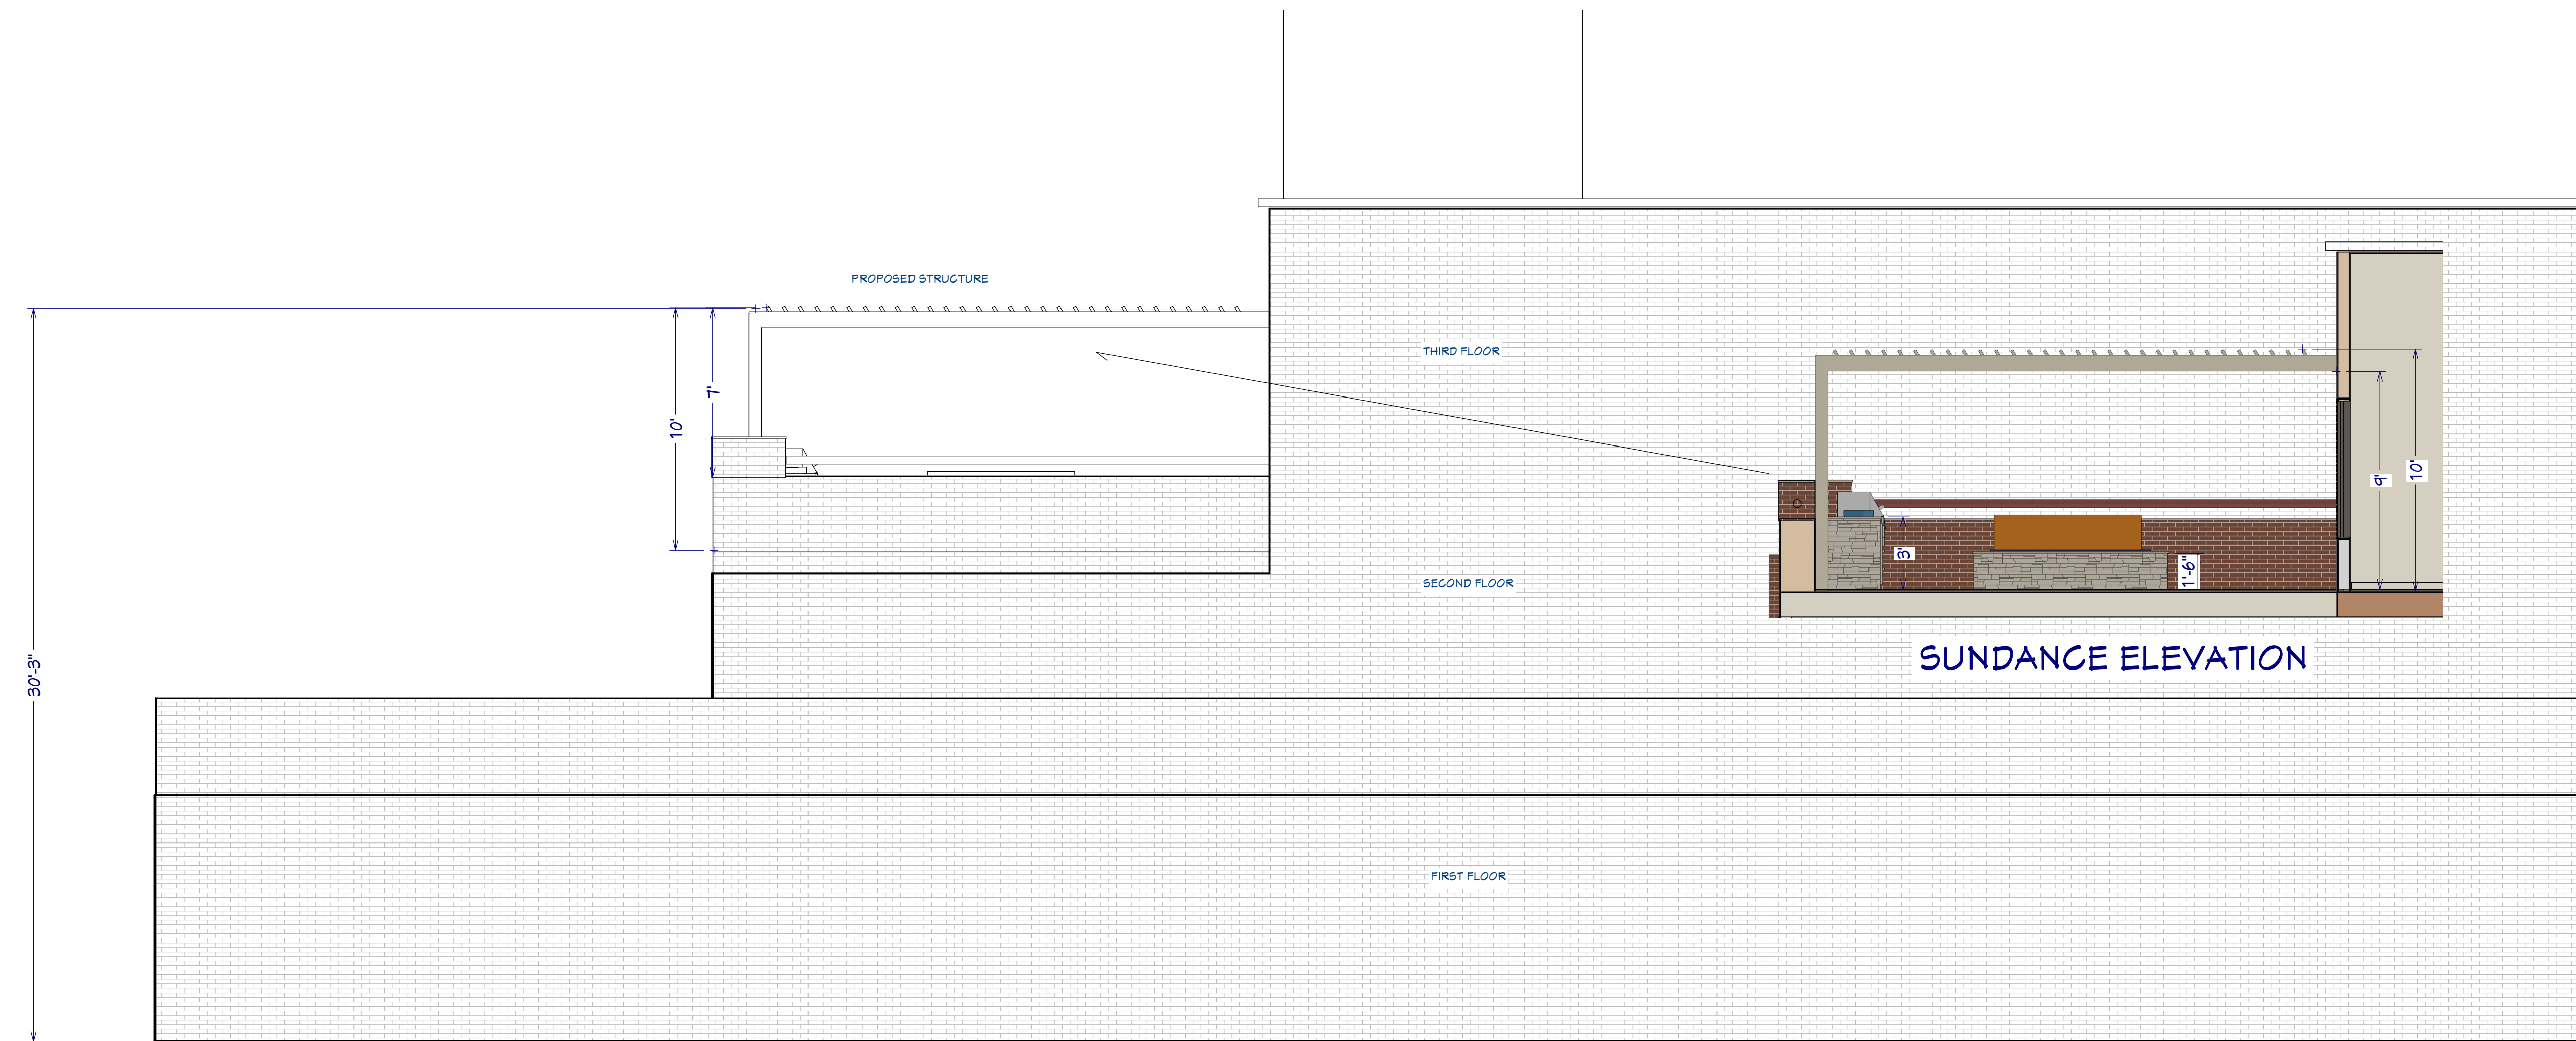 PROPOSED STRUCTURE
THIRD FLOOR
7'
10'
9'
10'
3'
1'-6"
SECOND FLOOR
SUNDANCE ELEVATION
30'-3"
FIRST FLOOR